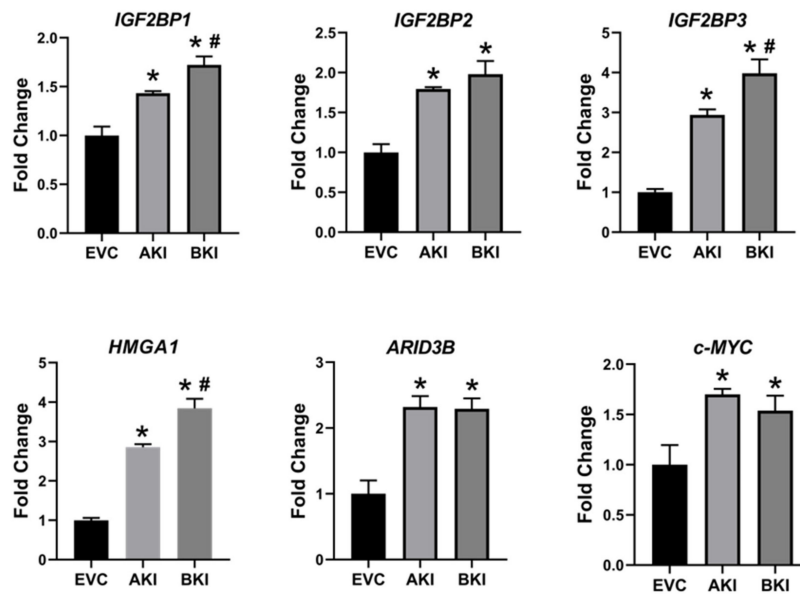 IGF2BP1
Fold Change
2.0
1.5
1.0
0.5
0.0
*
* #
EVC AKI BKI
IGF2BP2
Fold Change
2.5
2.0
1.5
1.0
0.5
0.0
*
*
EVC AKI BKI
IGF2BP3
Fold Change
5
4
3
2
1
0
*
* #
EVC AKI BKI
HMGA1
Fold Change
5
4
3
2
1
0
*
* #
EVC AKI BKI
ARID3B
Fold Change
3
2
1
0
*
*
EVC AKI BKI
c-MYC
Fold Change
2.0
1.5
1.0
0.5
0.0
*
*
EVC AKI BKI